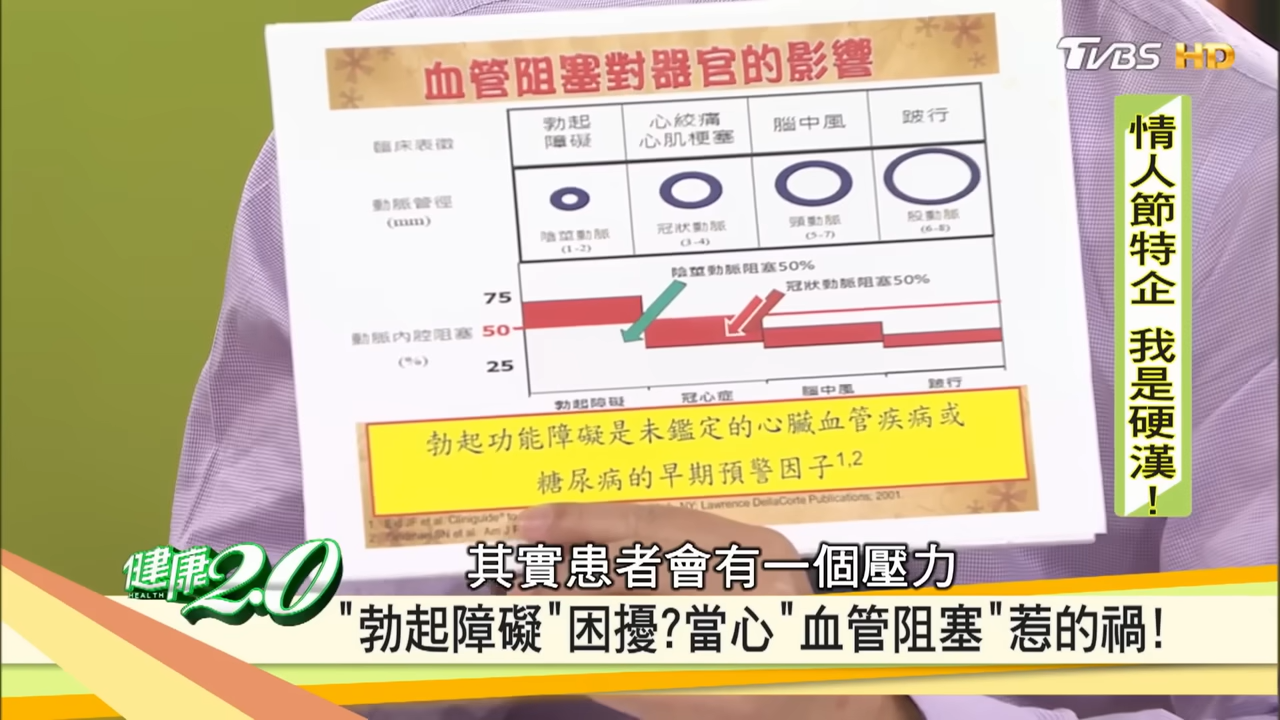 TVBS HD
情人節特企 我是硬漢!
血管阻塞對器官的影響
臨床表徵
勃起障礙
心絞痛 心肌梗塞
腦中風
跛行
動脈管徑
(mm)
陰莖動脈
(1-2)
冠狀動脈
(3-4)
頸動脈
(5-7)
股動脈
(6-8)
陰莖動脈阻塞50%
冠狀動脈阻塞50%
75
50
25
動脈內腔阻塞
(%)
勃起障礙
冠心症
腦中風
跛行
勃起功能障礙是未鑑定的心臟血管疾病或
糖尿病的早期預警因子1,2
NY: Lawrence DellaCorte Publications; 2001.
健康2.0
HEALTH
其實患者會有一個壓力
"勃起障礙"困擾?當心"血管阻塞"惹的禍!